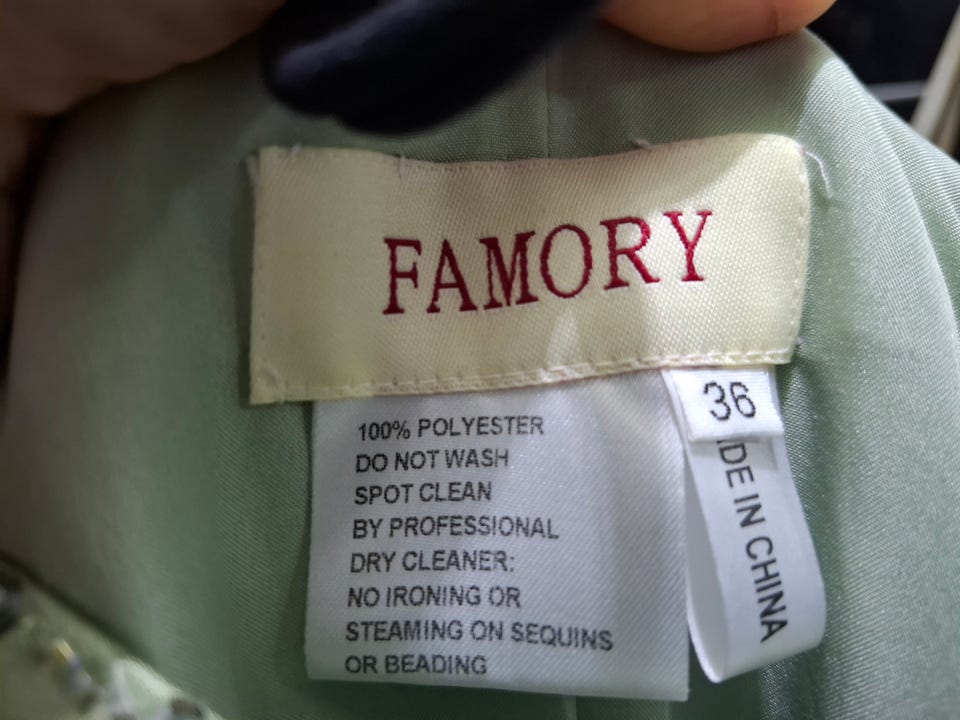 FAMORY
36
100% POLYESTER
DO NOT WASH
SPOT CLEAN
BY PROFESSIONAL
DRY CLEANER:
NO IRONING OR
STEAMING ON SEQUINS
OR BEADING
IN CHINA